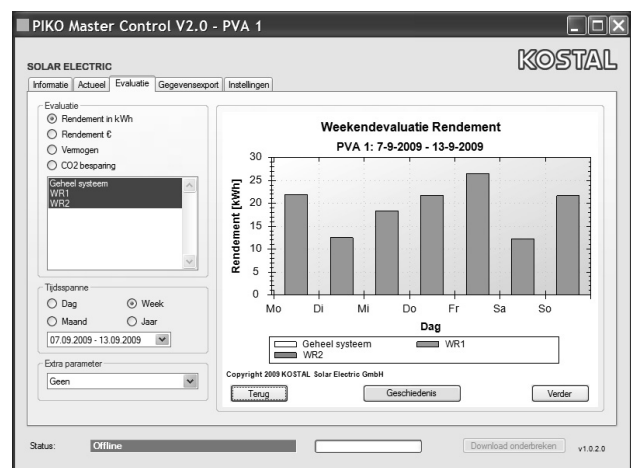 PIKO Master Control V2.0 - PVA 1
SOLAR ELECTRIC
KOSTAL
Informatie Actueel Evaluatie Gegevensexport Instellingen
Evaluatie
Rendement in kWh
Rendement €
Vermogen
CO2 besparing
Geheel systeem
WR1
WR2
Tijdsspanne
Dag Week
Maand Jaar
07.09.2009 - 13.09.2009
Extra parameter
Geen
Weekendevaluatie Rendement
PVA 1: 7-9-2009 - 13-9-2009
Rendement [kWh]
30
25
20
15
10
5
0
Mo Di Mi Do Fr Sa So
Dag
Geheel systeem WR1
WR2
Copyright 2009 KOSTAL Solar Electric GmbH
Terug Geschiedenis Verder
Status: Offline Download onderbreken v1.0.2.0